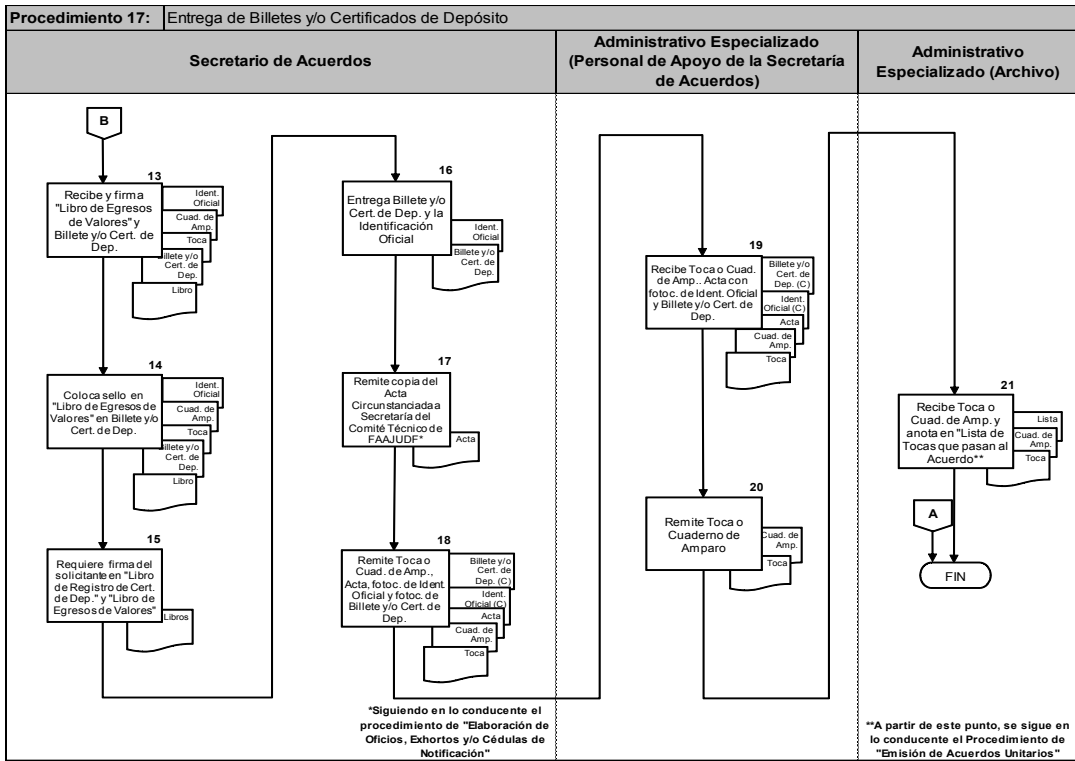 Procedimiento 17: Entrega de Billetes y/o Certificados de Depósito
Secretario de Acuerdos
Administrativo Especializado
(Personal de Apoyo de la Secretaría
de Acuerdos)
Administrativo
Especializado (Archivo)
B
13
Recibe y firma
"Libro de Egresos
de Valores" y
Billete y/o Cert. de
Dep.
Ident.
Oficial
Cuad. de
Amp.
Toca
Billete y/o
Cert. de
Dep.
Libro
14
Coloca sello en
"Libro de Egresos de
Valores" en Billete y/o
Cert. de Dep.
Ident.
Oficial
Cuad. de
Amp.
Toca
Billete y/o
Cert. de
Dep.
Libro
15
Requiere firma del
solicitante en "Libro
de Registro de Cert.
de Dep." y "Libro de
Egresos de Valores"
Libros
16
Entrega Billete y/o
Cert. de Dep. y la
Identificación
Oficial
Ident.
Oficial
Billete y/o
Cert. de
Dep.
17
Remite copia del
Acta
Circunstanciada a
Secretaría del
Comité Técnico de
FAAJUDF*
Acta
18
Remite Toca o
Cuad. de Amp.,
Acta, fotoc. de Ident.
Oficial y fotoc. de
Billete y/o Cert. de
Dep.
Billete y/o
Cert. de
Dep. (C)
Ident.
Oficial (C)
Acta
Cuad. de
Amp.
Toca
*Siguiendo en lo conducente el
procedimiento de "Elaboración de
Oficios, Exhortos y/o Cédulas de
Notificación"
19
Recibe Toca o Cuad.
de Amp.. Acta con
fotoc. de Ident. Oficial
y Billete y/o Cert. de
Dep.
Billete y/o
Cert. de
Dep. (C)
Ident.
Oficial (C)
Acta
Cuad. de
Amp.
Toca
20
Remite Toca o
Cuaderno de
Amparo
Cuad. de
Amp.
Toca
21
Recibe Toca o
Cuad. de Amp. y
anota en "Lista de
Tocas que pasan al
Acuerdo**
Lista
Cuad. de
Amp.
Toca
A
FIN
**A partir de este punto, se sigue en
lo conducente el Procedimiento de
"Emisión de Acuerdos Unitarios"